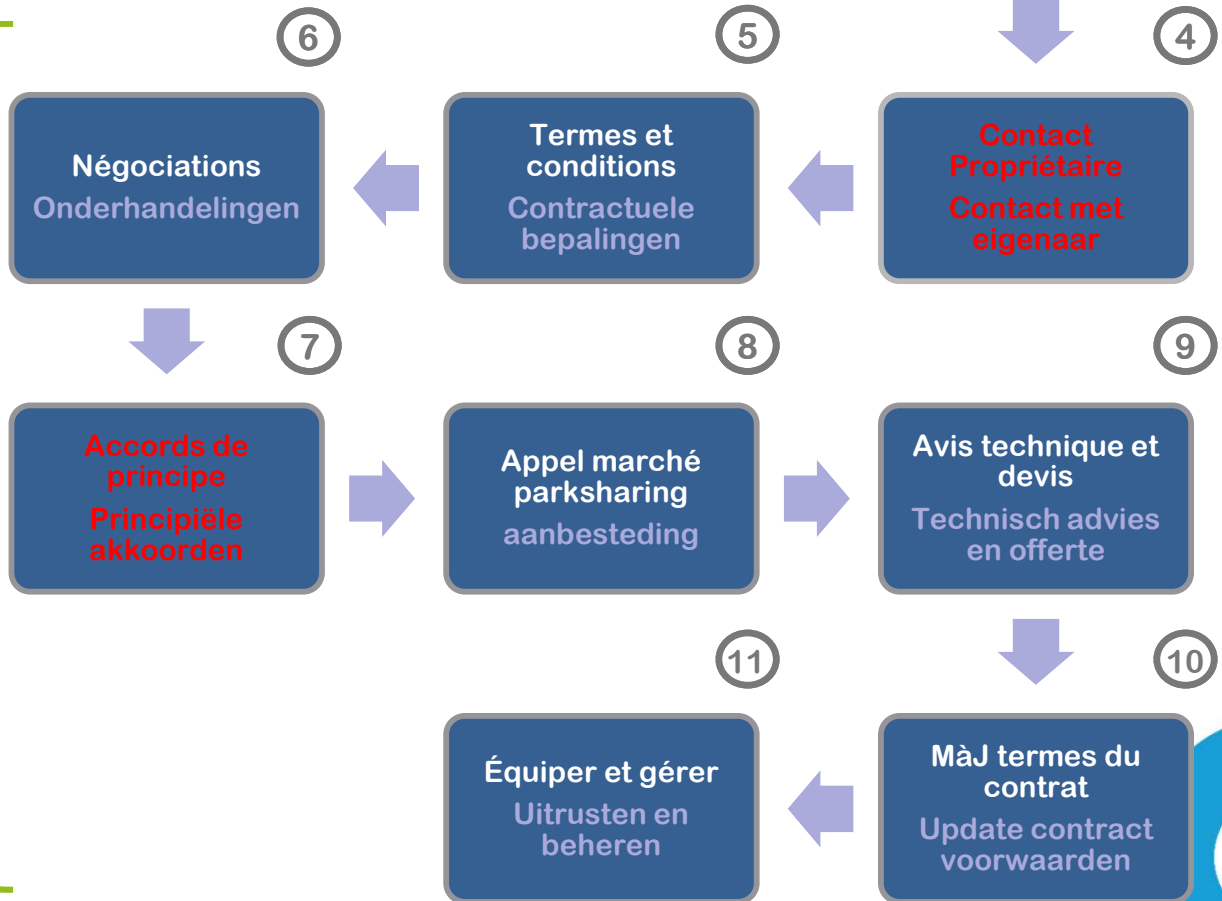 6
5
4
Négociations
Onderhandelingen
Termes et
conditions
Contractuele
bepalingen
Contact
Propriétaire
Contact met
eigenaar
7
8
9
Accords de
principe
Principiële
akkoorden
Appel marché
parksharing
aanbesteding
Avis technique et
devis
Technisch advies
en offerte
11
10
Équiper et gérer
Uitrusten en
beheren
MàJ termes du
contrat
Update contract
voorwaarden